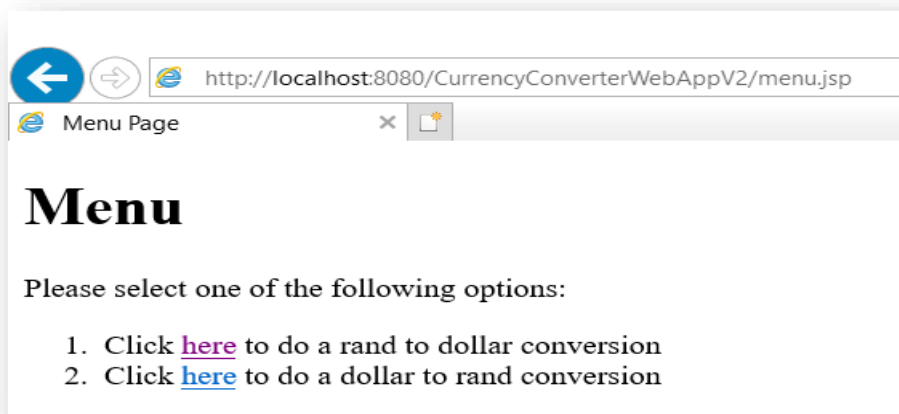 http://localhost:8080/CurrencyConverterWebAppV2/menu.jsp
Menu Page
Menu
Please select one of the following options:
1. Click here to do a rand to dollar conversion
2. Click here to do a dollar to rand conversion